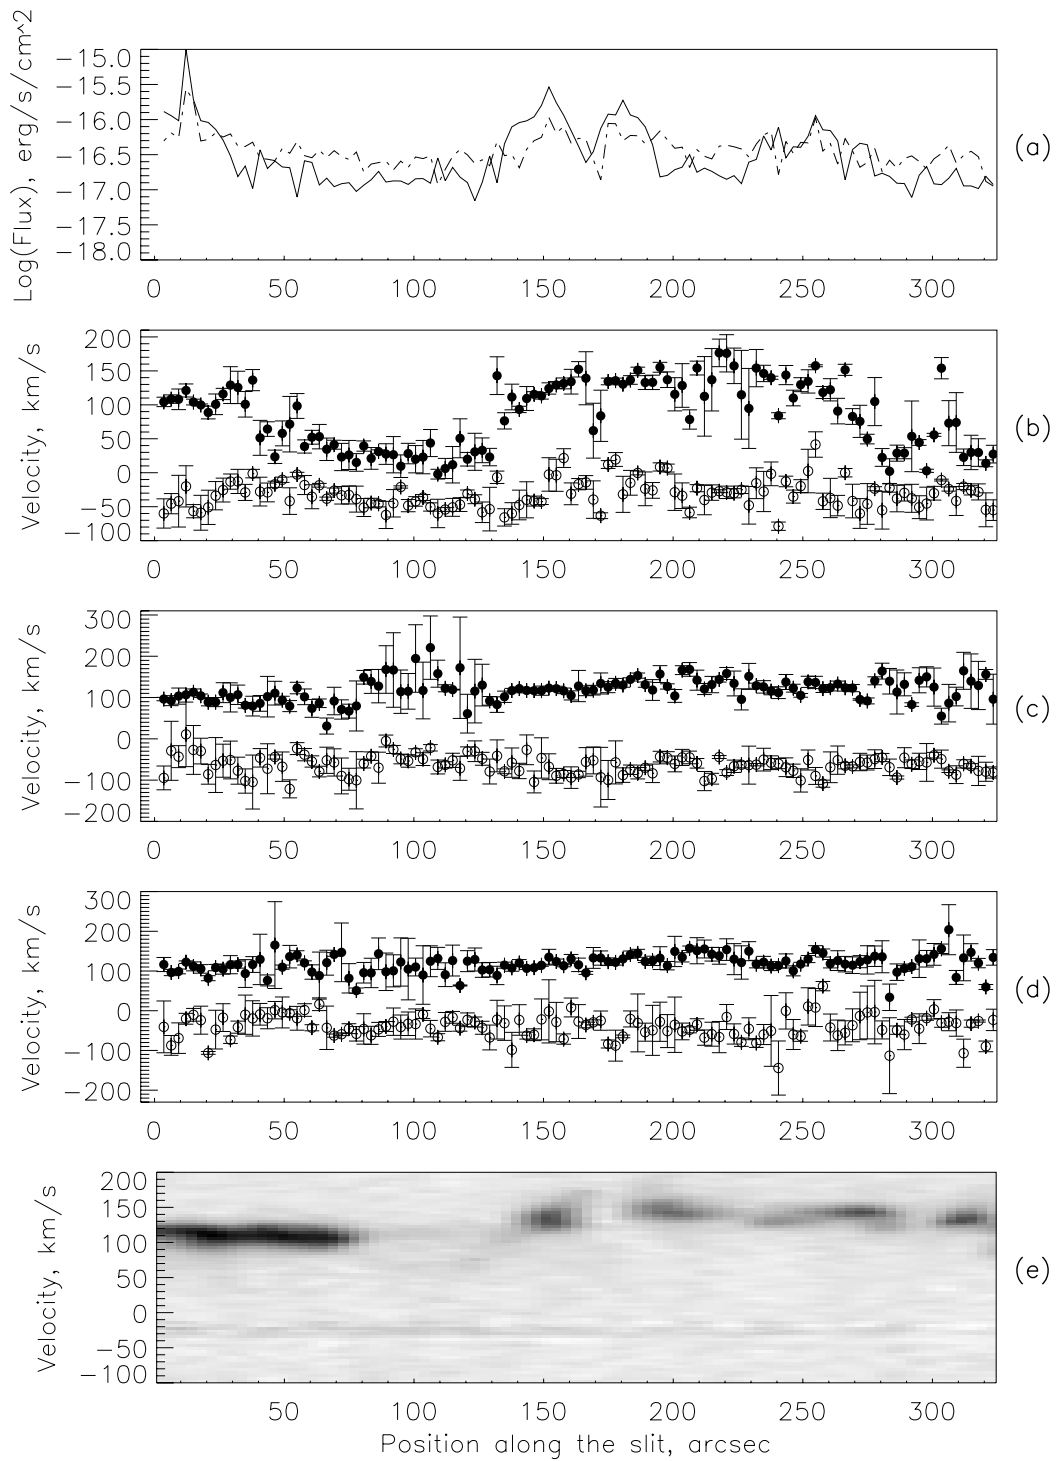 Log(Flux), erg/s/cm^2
−15.0
−15.5
−16.0
−16.5
−17.0
−17.5
−18.0
0 50 100 150 200 250 300
(a)
Velocity, km/s
200
150
100
50
0
−50
−100
0 50 100 150 200 250 300
(b)
Velocity, km/s
300
200
100
0
−100
−200
0 50 100 150 200 250 300
(c)
Velocity, km/s
300
200
100
0
−100
−200
0 50 100 150 200 250 300
(d)
Velocity, km/s
200
150
100
50
0
−50
−100
50 100 150 200 250 300
(e)
Position along the slit, arcsec